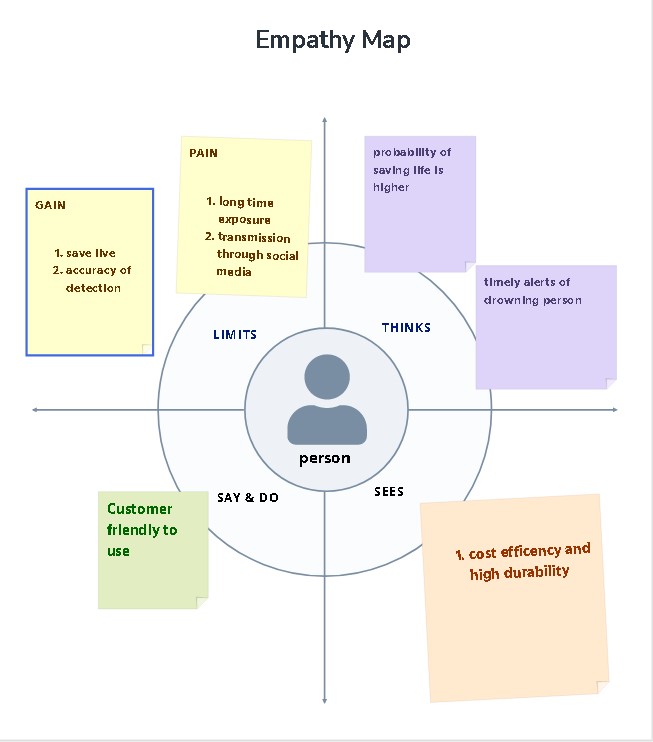 Empathy Map
PAIN
1. long time
exposure
2. transmission
through social
media
probability of
saving life is
higher
GAIN
1. save live
2. accuracy of
detection
timely alerts of
drowning person
LIMITS
THINKS
person
SAY & DO
SEES
Customer
friendly to
use
1. cost efficency and
high durability